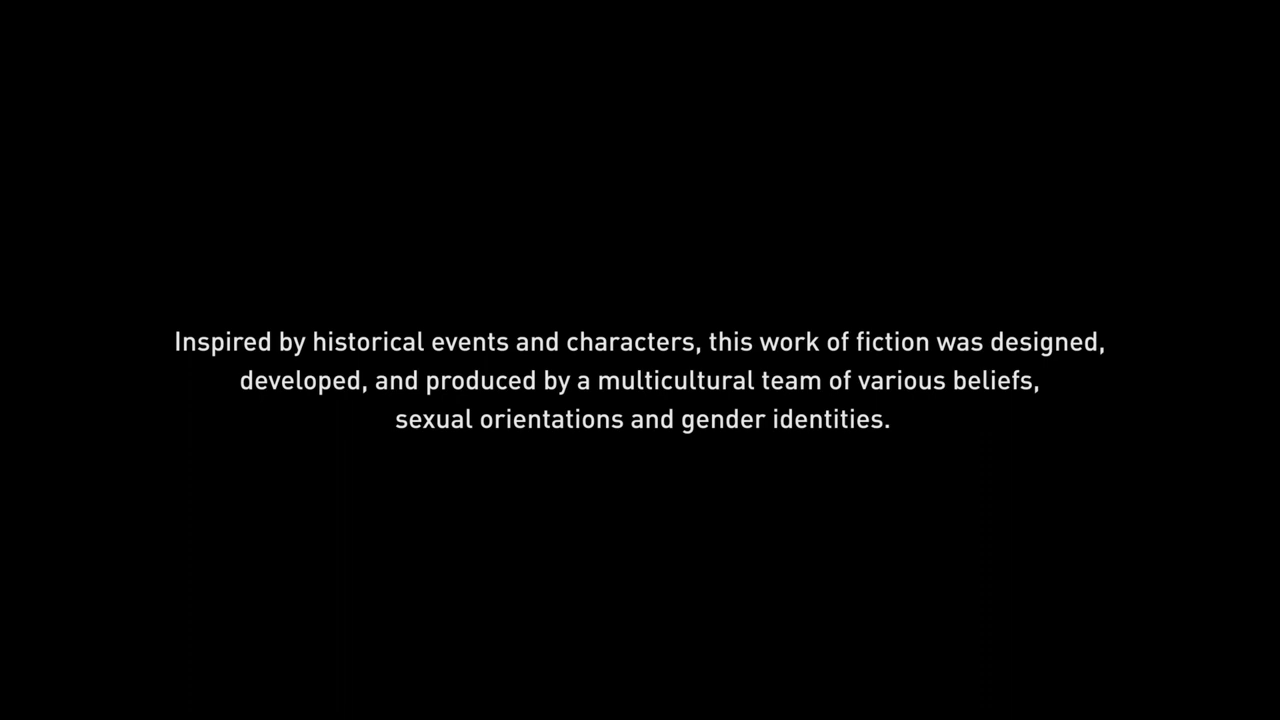 Inspired by historical events and characters, this work of fiction was designed,
developed, and produced by a multicultural team of various beliefs,
sexual orientations and gender identities.